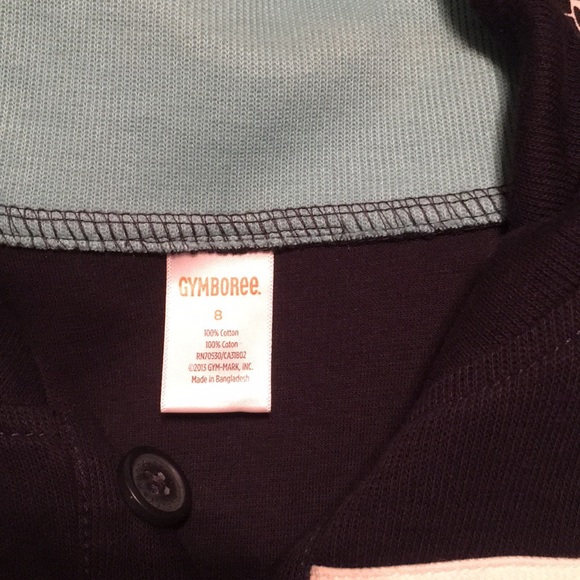 GYMBOREE.
8
100% Cotton
100% Coton
RN70530/CA31802
©2013 GYM-MARK, INC.
Made in Bangladesh